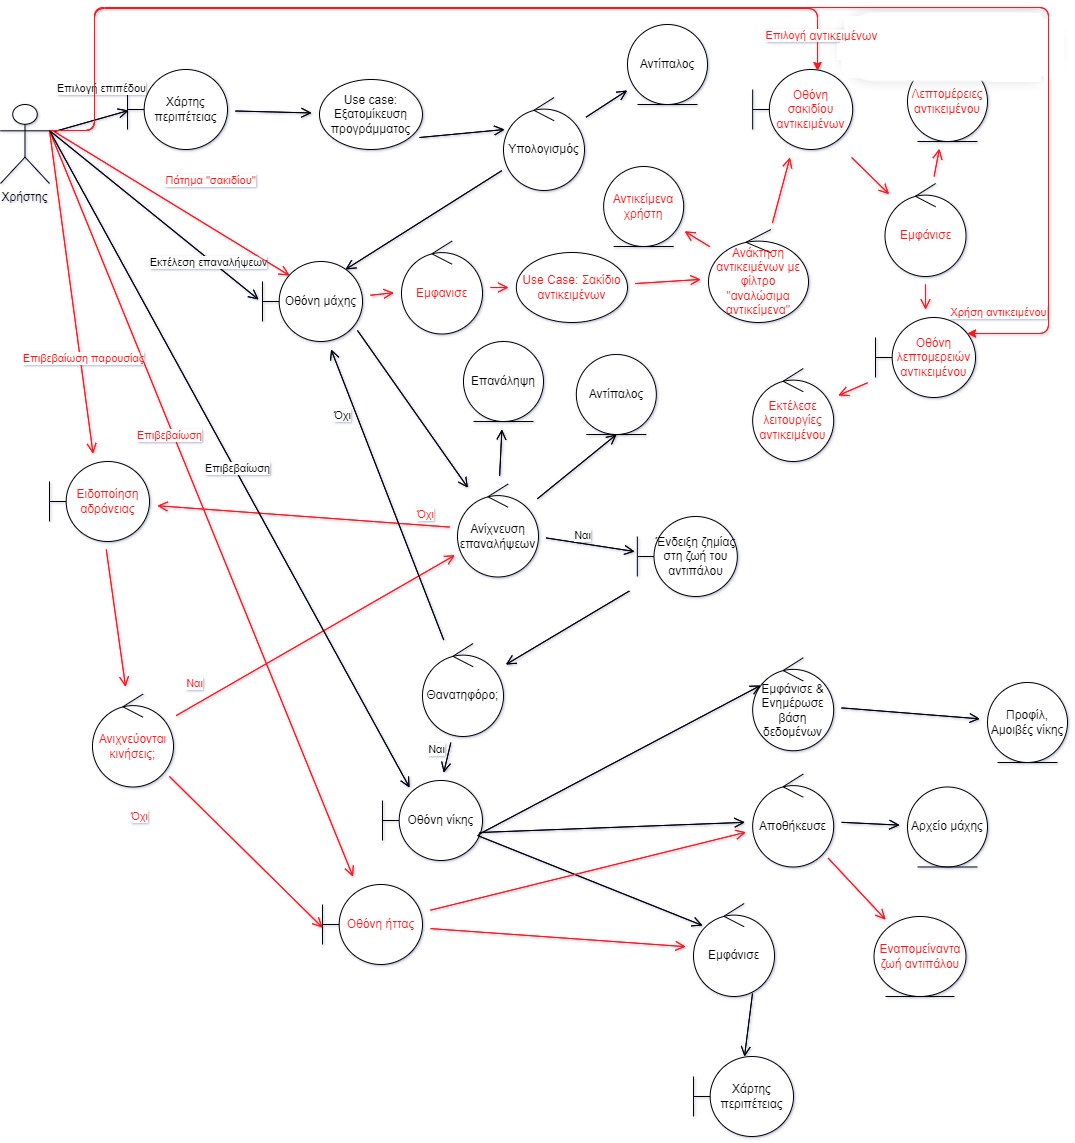 Επιλογή αντικειμένων
Αντίπαλος
Επιλογή επιπέδου
Χάρτης
περιπέτειας
Use case:
Εξατομίκευση
προγράμματος
Οθόνη
σακιδίου
αντικειμένων
Λεπτομέρειες
αντικειμένου
Υπολογισμός
Χρήστης
Πάτημα "σακιδίου"
Αντικείμενα
χρήστη
Εμφάνισε
Εκτέλεση επαναλήψεων
Οθόνη μάχης
Εμφανισε
Use Case: Σακίδιο
αντικειμένων
Ανάκτηση
αντικειμένων με
φίλτρο
"αναλώσιμα
αντικείμενα"
Χρήση αντικειμένου
Οθόνη
λεπτομερειών
αντικειμένου
Επιβεβαίωση παρουσίας
Επανάληψη
Αντίπαλος
Όχι
Εκτέλεσε
λειτουργίες
αντικειμένου
Επιβεβαίωση
Επιβεβαίωση
Ειδοποίηση
αδράνειας
Όχι
Ανίχνευση
επαναλήψεων
Ναι
Ένδειξη ζημίας
στη ζωή του
αντιπάλου
Ναι
Θανατηφόρο;
Εμφάνισε &
Ενημέρωσε
βάση
δεδομένων
Προφίλ,
Αμοιβές νίκης
Ανιχνεύονται
κινήσεις;
Ναι
Όχι
Οθόνη νίκης
Αποθήκευσε
Αρχείο μάχης
Οθόνη ήττας
Εμφάνισε
Εναπομείναντα
ζωή αντιπάλου
Χάρτης
περιπέτειας